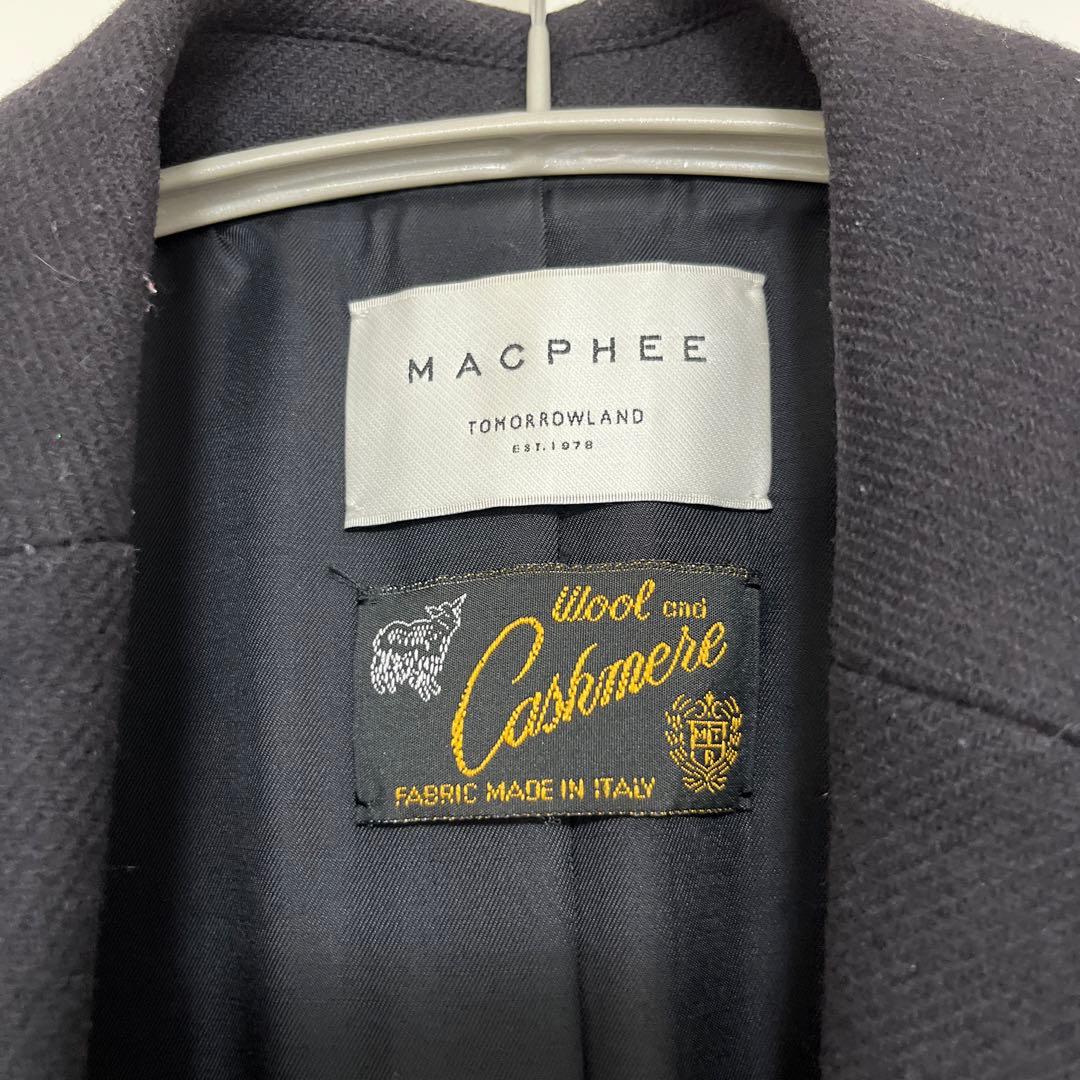 MACPHEE
TOMORROWLAND
EST. 1978
Wool and
Cashmere
FABRIC MADE IN ITALY